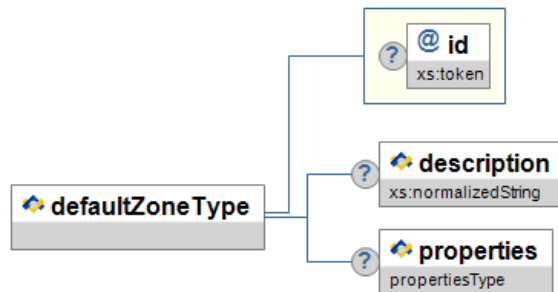 ? @ id
xs:token
? description
xs:normalizedString
defaultZoneType
? properties
propertiesType